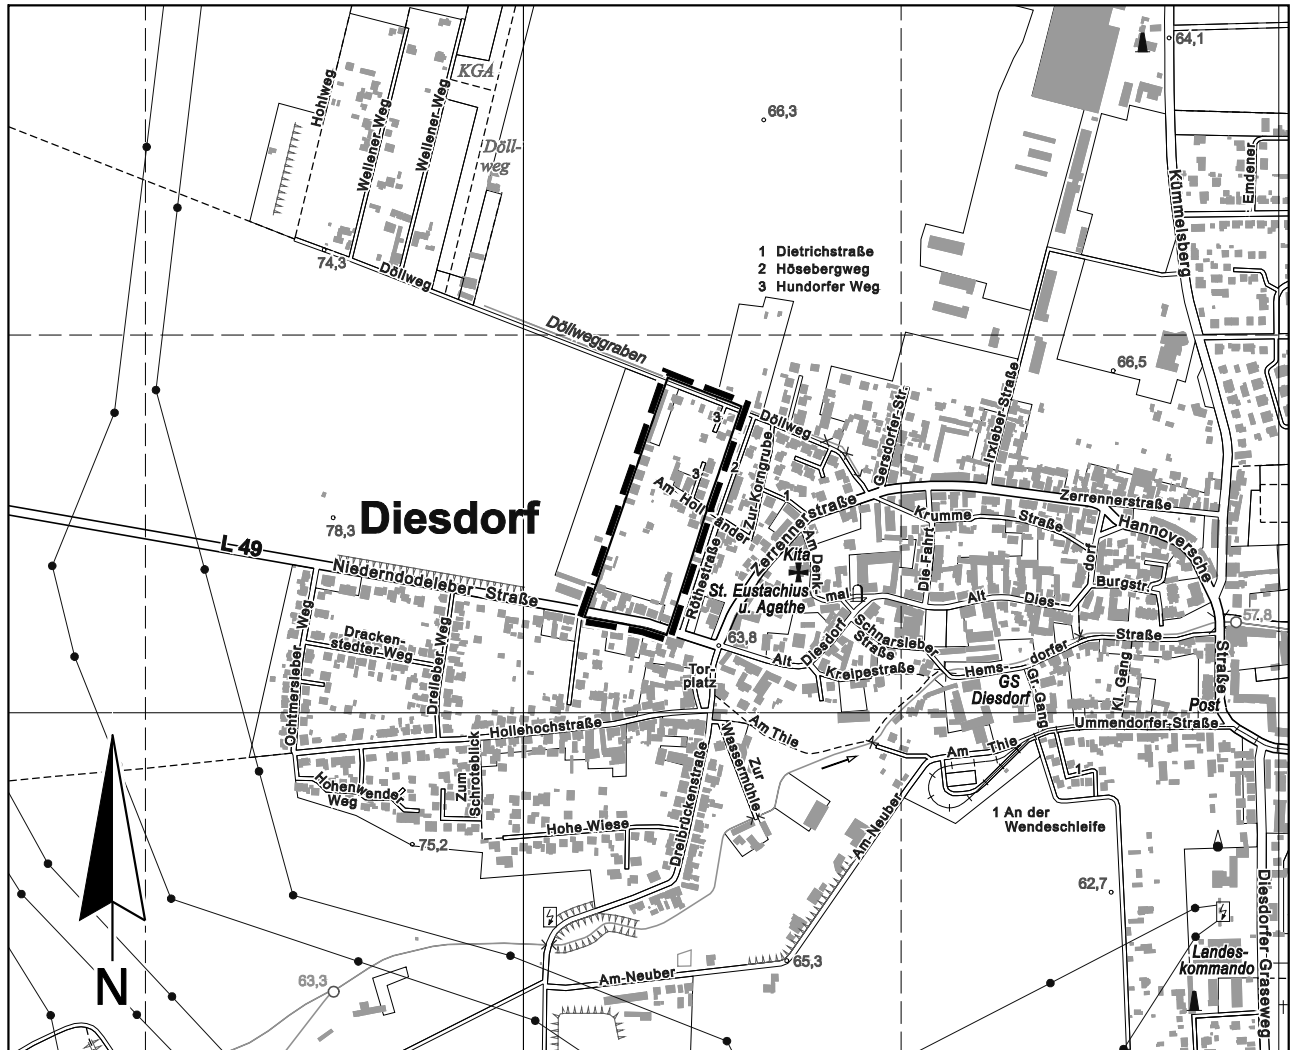 64,1
KGA
Hohlweg
Wellener-Weg
Wellener-Weg
66,3
Döll-
weg
Emdener
Kümmelsberg
1 Dietrichstraße
2 Hösebergweg
3 Hundorfer Weg
74,3
Döllweg
Döllweggraben
66,5
Irxleber-Straße
Gersdorfer-Str.
3
Döllweg
2
3
Zur-Korngrube
Am-Holländer
1
Zerrennerstraße
Zerrennerstraße
Krumme
Straße
Hannoversche
78,3
Diesdorf
L 49
Niederndodeleber-Straße
Röthestraße
Am Denk-
mal
Kita
St. Eustachius
u. Agathe
Die-Fahrt
dorf
Burgstr.
Alt
Dies-
57,8
Ochtmersleber Weg
Dracken-
stedter Weg
Dreileber-Weg
63,8
Tor-
platz
Alt
Diesdorf
Schnarsleber
Straße
Kreipestraße
Hems-
dorfer
Straße
GS
Diesdorf
Gr. Gang
Kl. Gang
Post
Straße
Ummendorfer-Straße
Hollehochstraße
Am Thie
Am
Thie
Zur
Wassermühle
Zum
Schroteblick
Hohenwender
Weg
75,2
Hohe-Wiese
Dreibrückenstraße
Am-Neuber
1
1 An der
Wendeschleife
62,7
Diesdorfer-Graseweg
Landes-
kommando
N
63,3
Am-Neuber
65,3